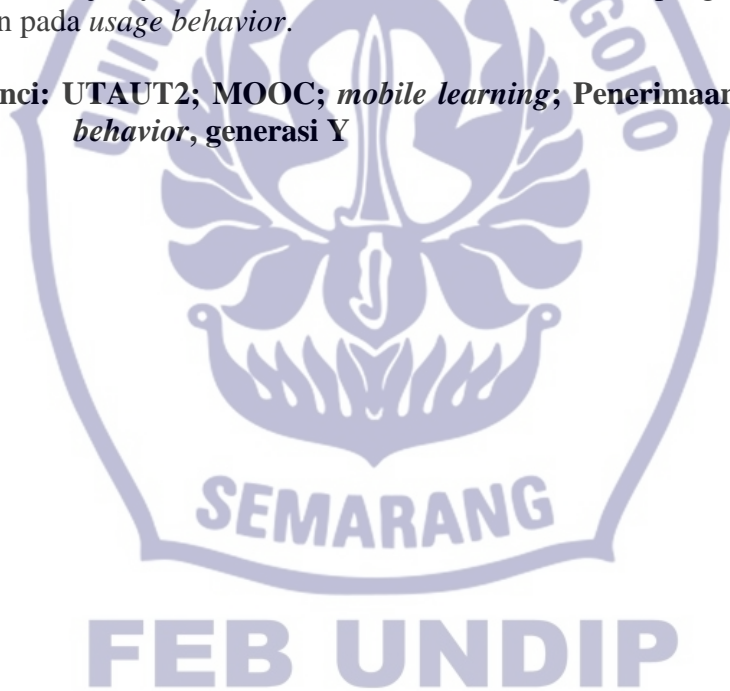 n pada usage behavior.
nci: UTAUT2; MOOC; mobile learning; Penerimaan
behavior, generasi Y
SEMARANG
FEB UNDIP